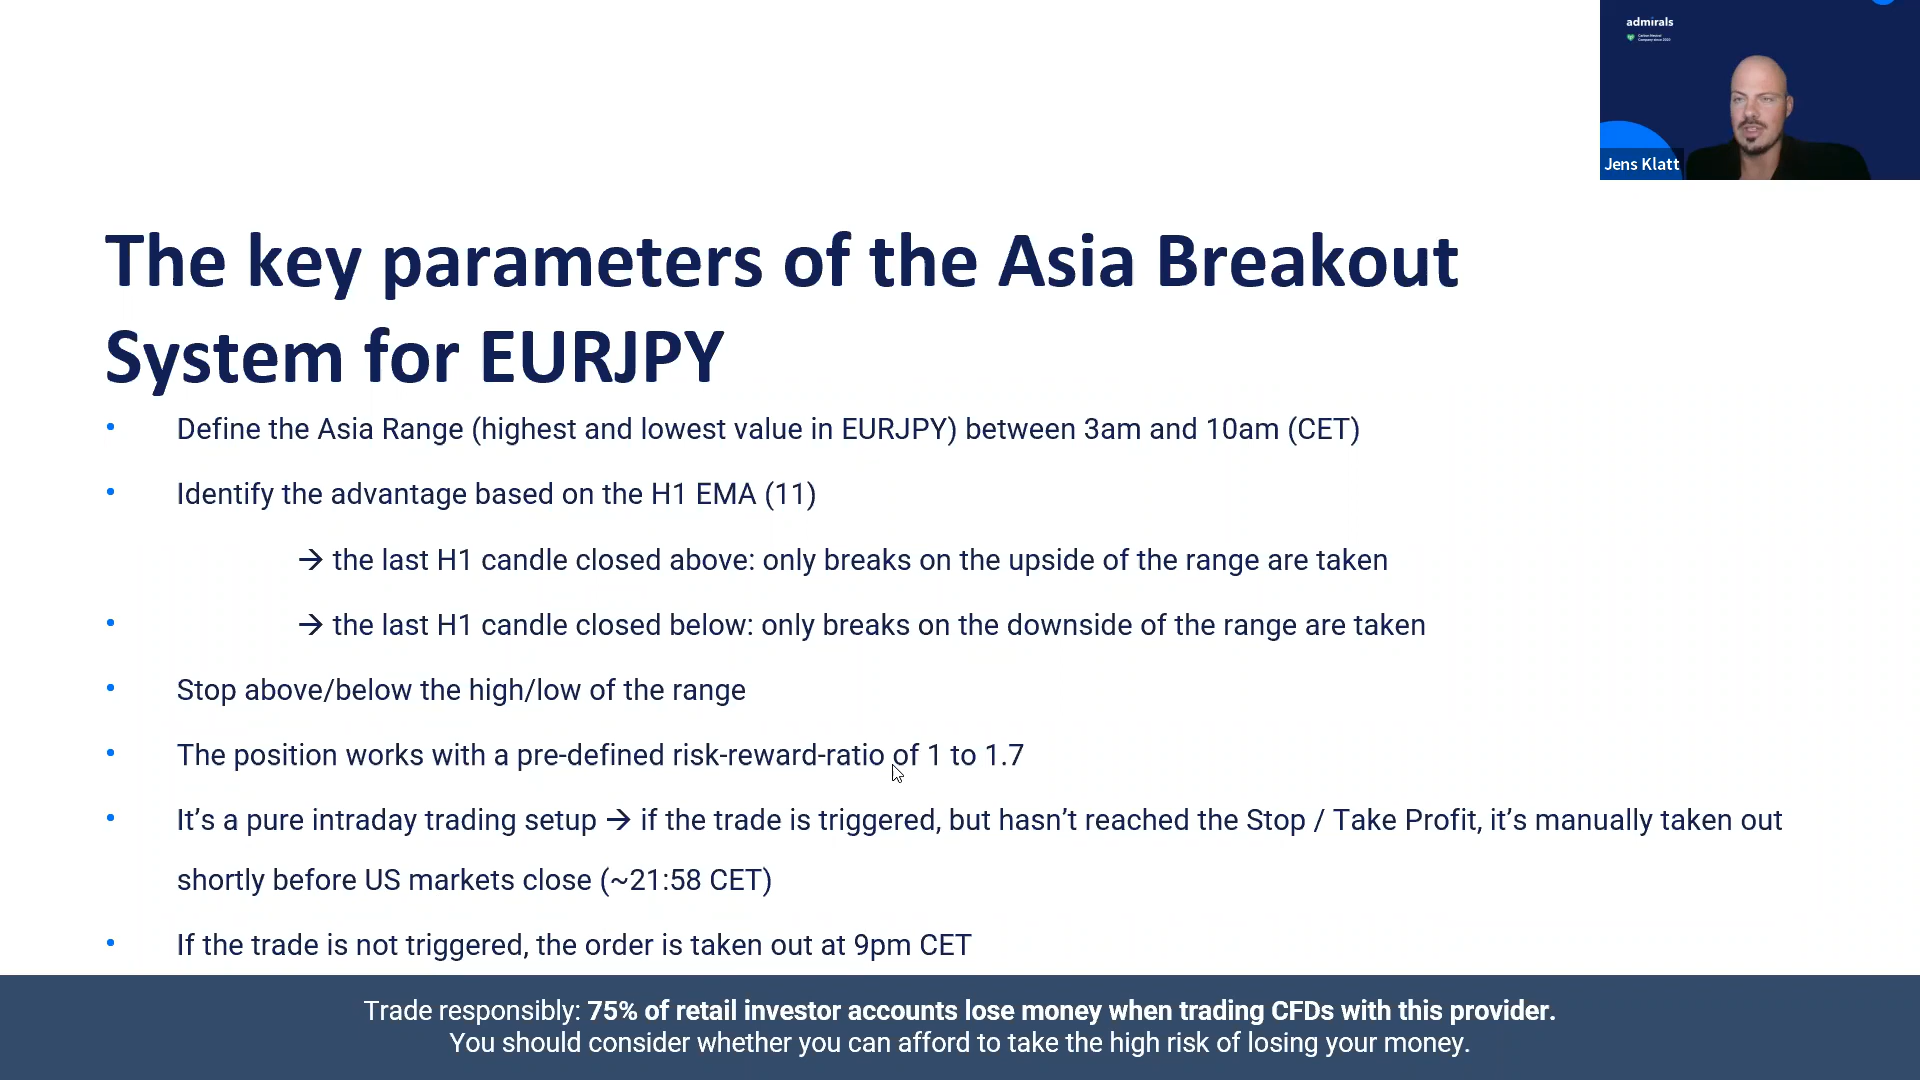 admirals
Carbon Neutral
Company since 2020
Jens Klatt
The key parameters of the Asia Breakout
System for EURJPY
• Define the Asia Range (highest and lowest value in EURJPY) between 3am and 10am (CET)
• Identify the advantage based on the H1 EMA (11)
→ the last H1 candle closed above: only breaks on the upside of the range are taken
• → the last H1 candle closed below: only breaks on the downside of the range are taken
• Stop above/below the high/low of the range
• The position works with a pre-defined risk-reward-ratio of 1 to 1.7
• It’s a pure intraday trading setup → if the trade is triggered, but hasn’t reached the Stop / Take Profit, it’s manually taken out
shortly before US markets close (~21:58 CET)
• If the trade is not triggered, the order is taken out at 9pm CET
Trade responsibly: 75% of retail investor accounts lose money when trading CFDs with this provider.
You should consider whether you can afford to take the high risk of losing your money.